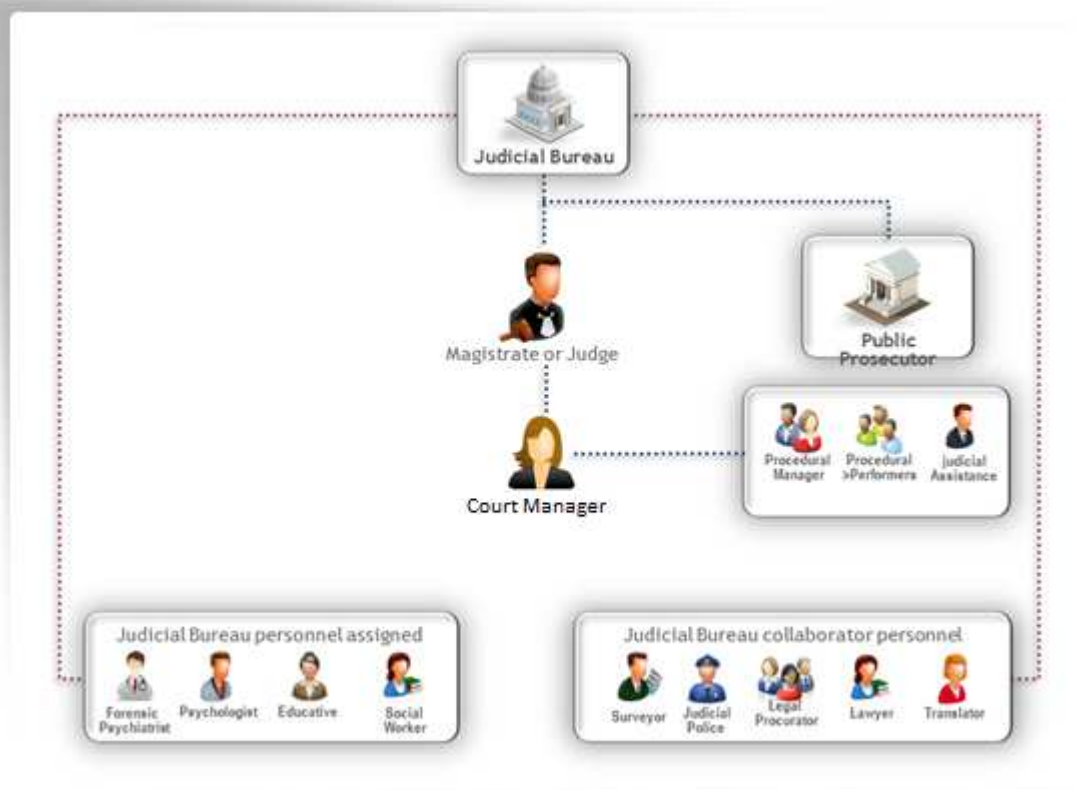 Judicial Bureau
Magistrate or Judge
Public
Prosecutor
Procedural
Manager
Procedural
>Performers
Judicial
Assistance
Court Manager
Judicial Bureau personnel assigned
Forensic
Psychiatrist
Psychologist
Educative
Social
Worker
Judicial Bureau collaborator personnel
Surveyor
Judicial
Police
Legal
Procurator
Lawyer
Translator